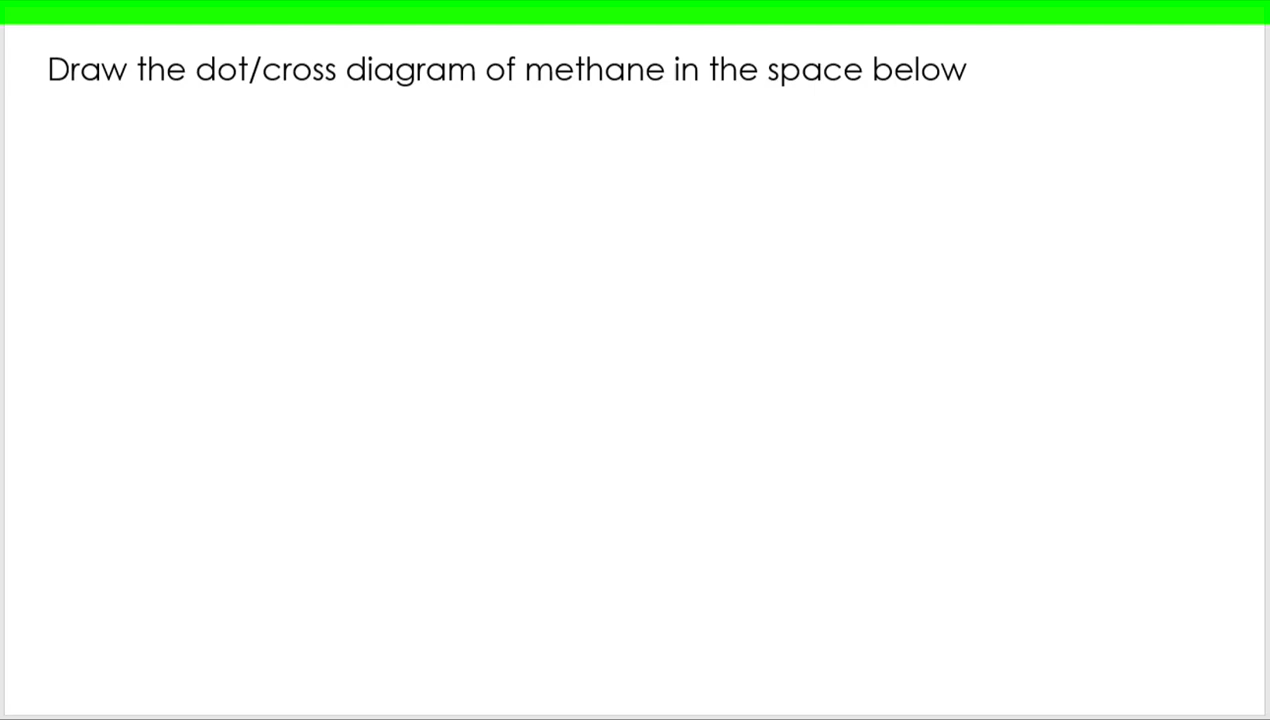 Draw the dot/cross diagram of methane in the space below